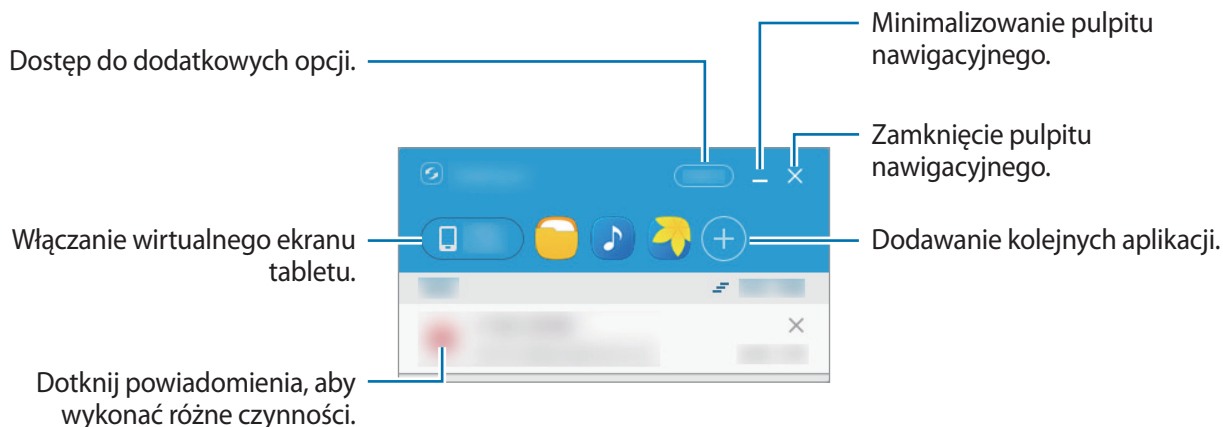 Minimalizowanie pulpitu
nawigacyjnego.
Dostęp do dodatkowych opcji.
Zamknięcie pulpitu
nawigacyjnego.
Włączanie wirtualnego ekranu
tabletu.
Dodawanie kolejnych aplikacji.
Dotknij powiadomienia, aby
wykonać różne czynności.